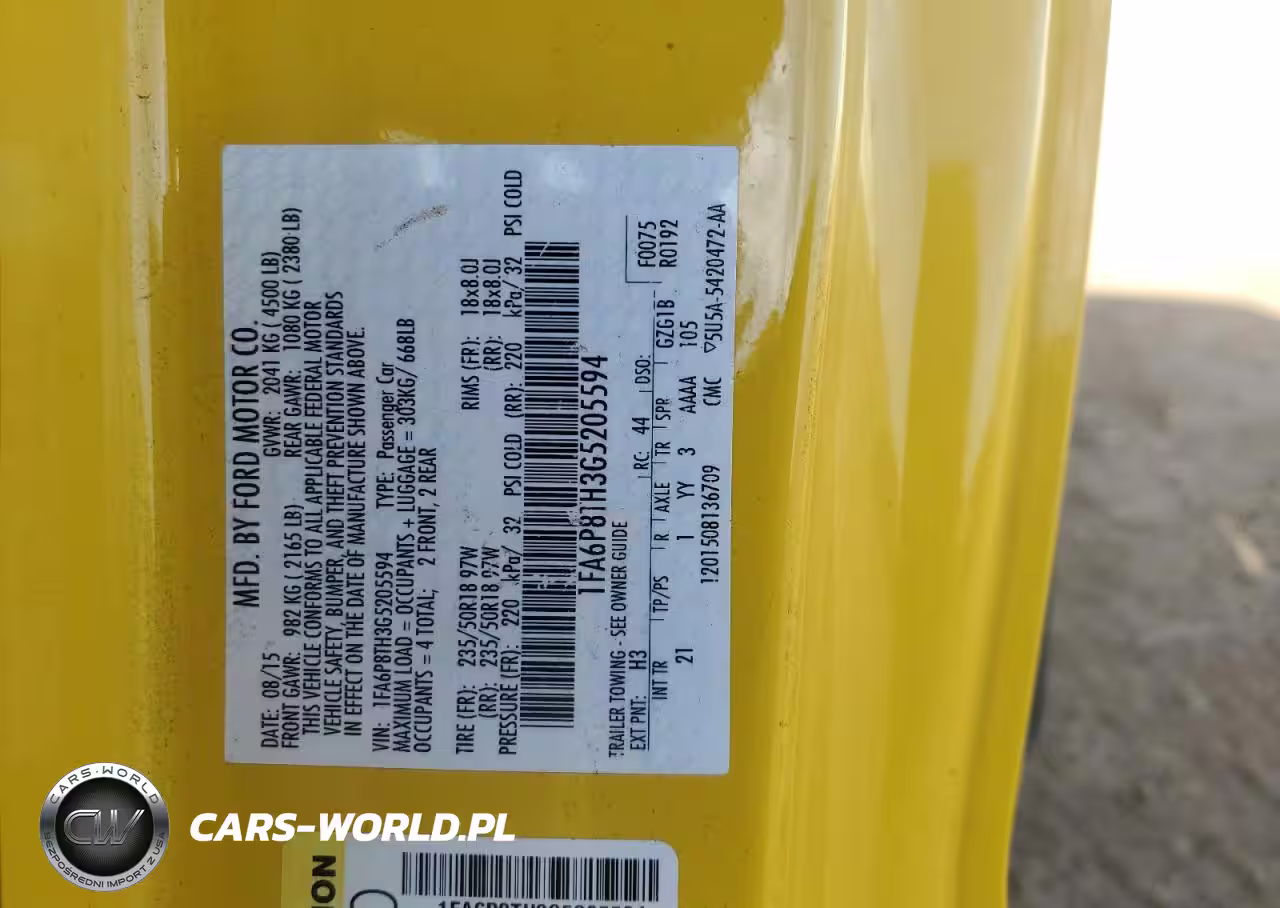 MFD. BY FORD MOTOR CO.
DATE: 08/15 GVWR: 2041 KG ( 4500 LB)
FRONT GAWR: 982 KG ( 2165 LB) REAR GAWR: 1080 KG ( 2380 LB)
THIS VEHICLE CONFORMS TO ALL APPLICABLE FEDERAL MOTOR
VEHICLE SAFETY, BUMPER, AND THEFT PREVENTION STANDARDS
IN EFFECT ON THE DATE OF MANUFACTURE SHOWN ABOVE.
VIN: 1FA6P8TH3G5205594 TYPE: Passenger Car
MAXIMUM LOAD = OCCUPANTS + LUGGAGE = 303KG/ 668LB
OCCUPANTS = 4 TOTAL; 2 FRONT, 2 REAR
TIRE (FR): 235/50R18 97W RIMS (FR): 18x8.0J
(RR): 235/50R18 97W (RR): 18x8.0J
PRESSURE (FR): 220 kPa/ 32 PSI COLD (RR): 220 kPa/ 32 PSI COLD
1FA6P8TH3G5205594
TRAILER TOWING - SEE OWNER GUIDE
F0075
EXT PNT: H3 RC: 44 DSO: R0192
INT TR TP/PS R AXLE TR SPR GZG1B
21 1 YY 3 AAAA 105
1201508136709 CMC ▽5U5A-5420472-AA
CARS-WORLD
CW
BEZPOŚREDNI IMPORT Z USA
CARS-WORLD.PL